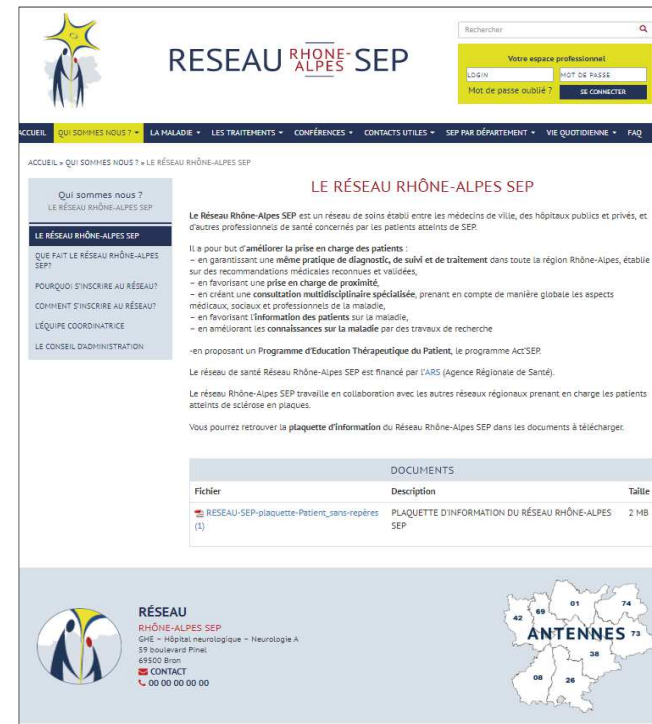 RESEAU RHONE-ALPES SEP
Rechercher
Votre espace professionnel
LOGIN
MOT DE PASSE
Mot de passe oublié ?
SE CONNECTER
ACCUEIL
QUI SOMMES NOUS ?
LA MALADIE
LES TRAITEMENTS
CONFÉRENCES
CONTACTS UTILES
SEP PAR DÉPARTEMENT
VIE QUOTIDIENNE
FAQ
ACCUEIL » QUI SOMMES NOUS ? » LE RÉSEAU RHÔNE-ALPES SEP
Qui sommes nous ?
LE RÉSEAU RHÔNE-ALPES SEP
LE RÉSEAU RHÔNE-ALPES SEP
QUE FAIT LE RÉSEAU RHÔNE-ALPES
SEP?
POURQUOI S'INSCRIRE AU RÉSEAU?
COMMENT S'INSCRIRE AU RÉSEAU?
L'ÉQUIPE COORDINATRICE
LE CONSEIL D'ADMINISTRATION
LE RÉSEAU RHÔNE-ALPES SEP
Le Réseau Rhône-Alpes SEP est un réseau de soins établi entre les médecins de ville, des hôpitaux publics et privés, et
d'autres professionnels de santé concernés par les patients atteints de SEP.
Il a pour but d'améliorer la prise en charge des patients :
– en garantissant une même pratique de diagnostic, de suivi et de traitement dans toute la région Rhône-Alpes, établie
sur des recommandations médicales reconnues et validées,
– en favorisant une prise en charge de proximité,
– en créant une consultation multidisciplinaire spécialisée, prenant en compte de manière globale les aspects
médicaux, sociaux et professionnels de la maladie,
– en favorisant l'information des patients sur la maladie,
– en améliorant les connaissances sur la maladie par des travaux de recherche
-en proposant un Programme d'Education Thérapeutique du Patient, le programme Act'SEP.
Le réseau de santé Réseau Rhône-Alpes SEP est financé par l'ARS (Agence Régionale de Santé).
Le réseau Rhône-Alpes SEP travaille en collaboration avec les autres réseaux régionaux prenant en charge les patients
atteints de sclérose en plaques.
Vous pourrez retrouver la plaquette d'information du Réseau Rhône-Alpes SEP dans les documents à télécharger.
DOCUMENTS
Fichier Description Taille
RESEAU-SEP-plaquette-Patient_sans-repères PLAQUETTE D'INFORMATION DU RÉSEAU RHÔNE-ALPES 2 MB
(1) SEP
RÉSEAU
RHÔNE-ALPES SEP
GHE – Hôpital neurologique – Neurologie A
59 boulevard Pinel
69500 Bron
CONTACT
00 00 00 00 00
ANTENNES
42
69
01
74
73
38
08
26